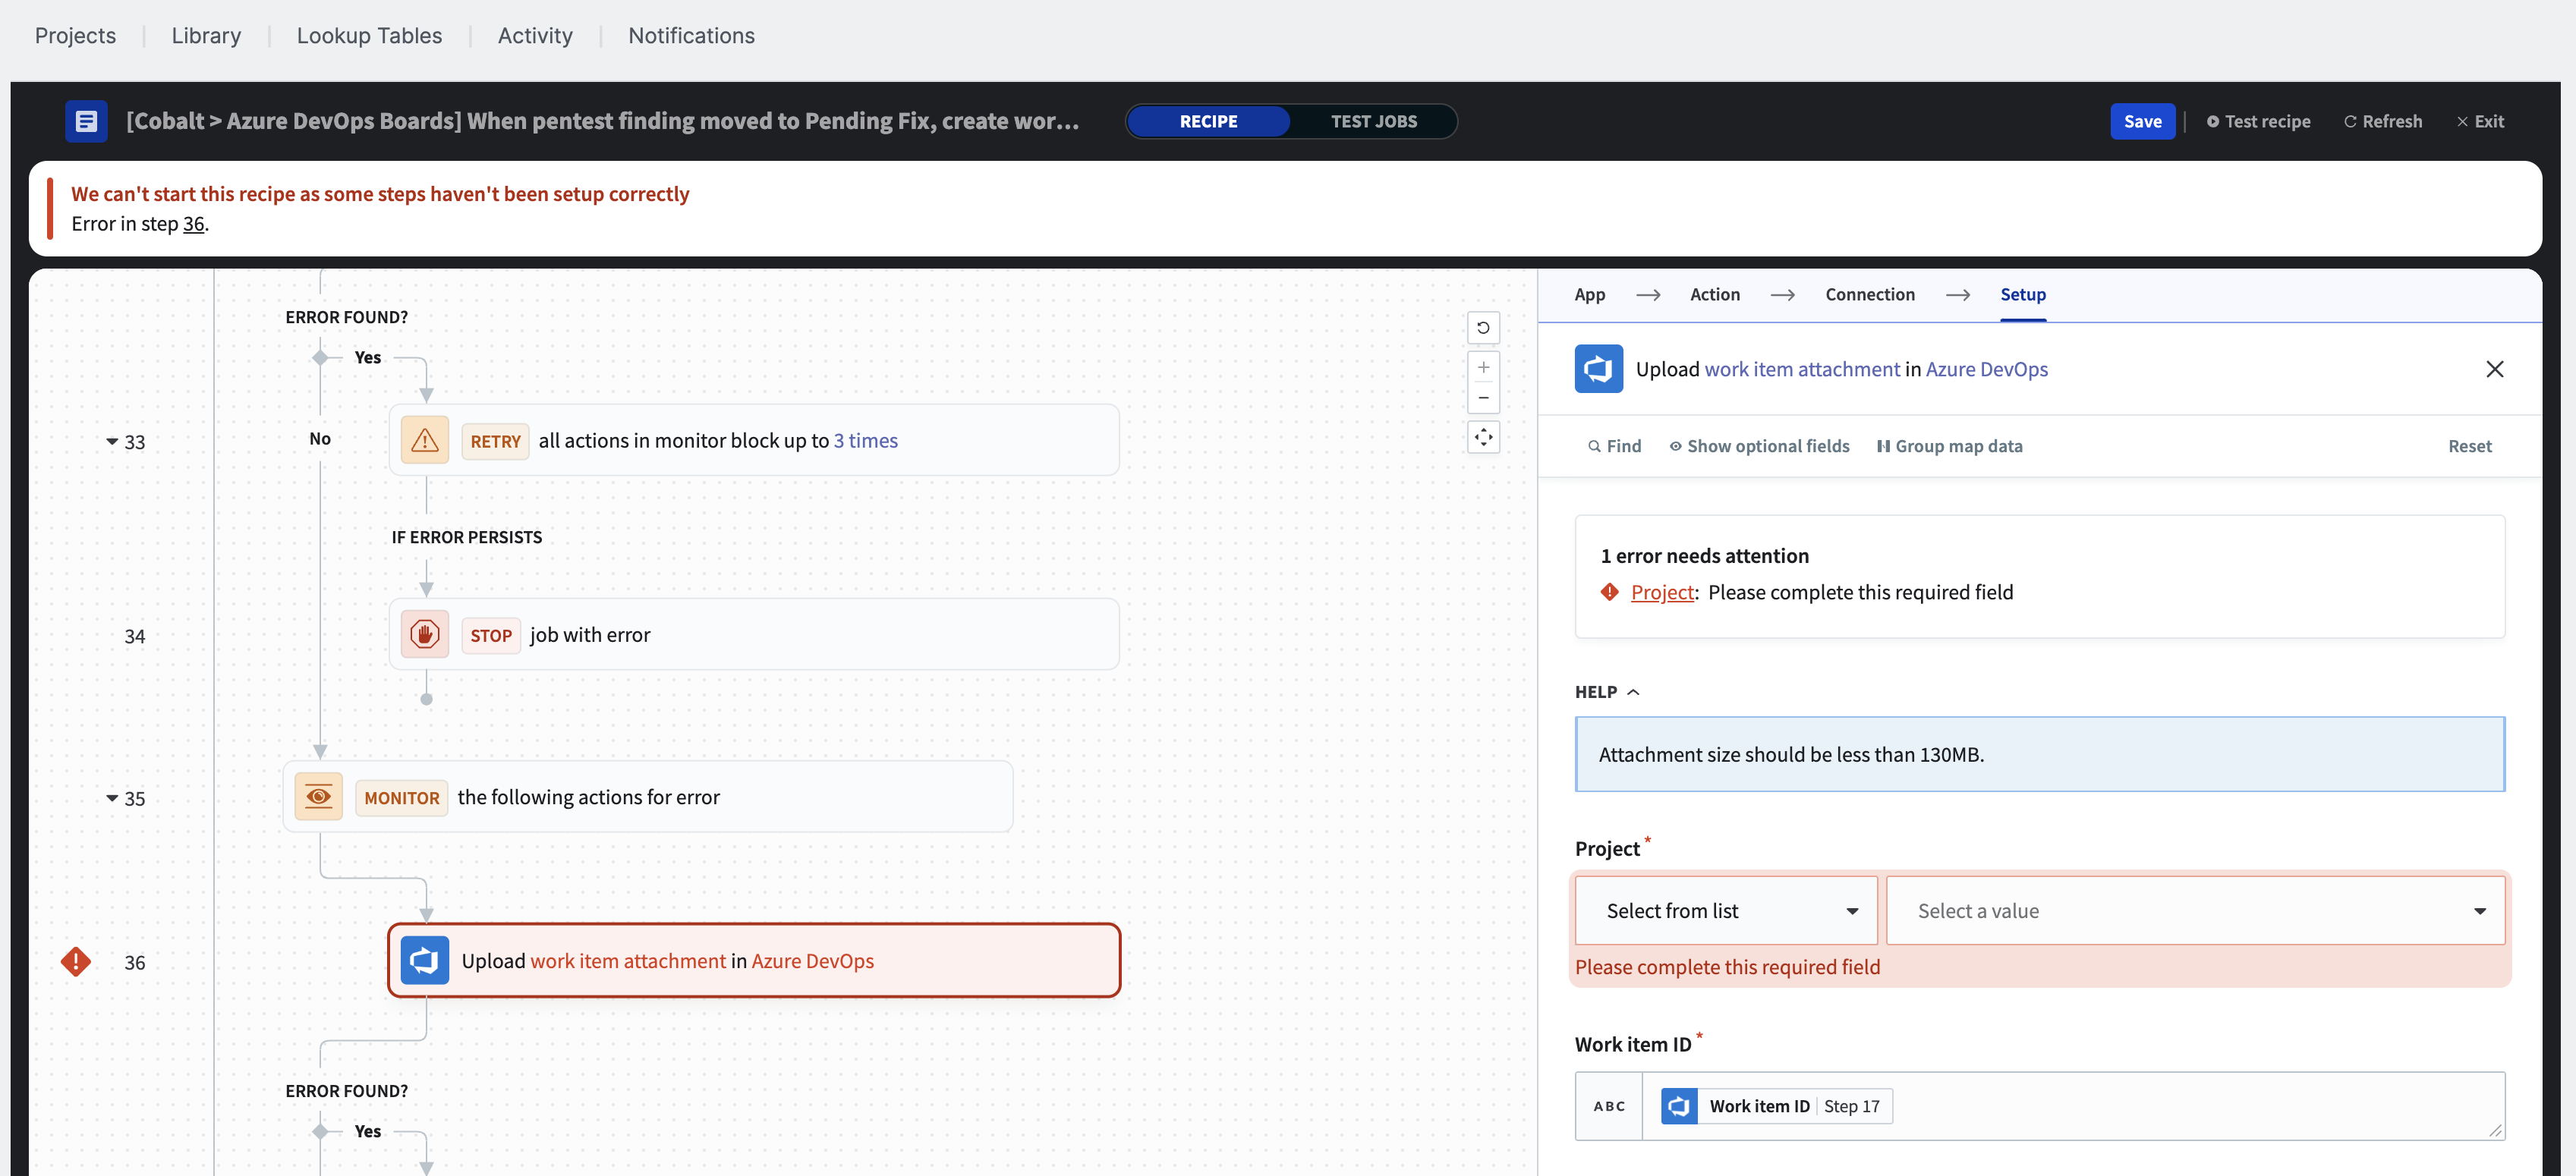 Projects
Library
Lookup Tables
Activity
Notifications
[Cobalt > Azure DevOps Boards] When pentest finding moved to Pending Fix, create wor...
RECIPE
TEST JOBS
Save
Test recipe
Refresh
Exit
We can't start this recipe as some steps haven't been setup correctly
Error in step 36.
ERROR FOUND?
Yes
33
No
RETRY all actions in monitor block up to 3 times
IF ERROR PERSISTS
34
STOP job with error
35
MONITOR the following actions for error
36
Upload work item attachment in Azure DevOps
ERROR FOUND?
Yes
App
Action
Connection
Setup
Upload work item attachment in Azure DevOps
Find
Show optional fields
Group map data
Reset
1 error needs attention
Project: Please complete this required field
HELP
Attachment size should be less than 130MB.
Project *
Select from list
Select a value
Please complete this required field
Work item ID *
ABC
Work item ID
Step 17